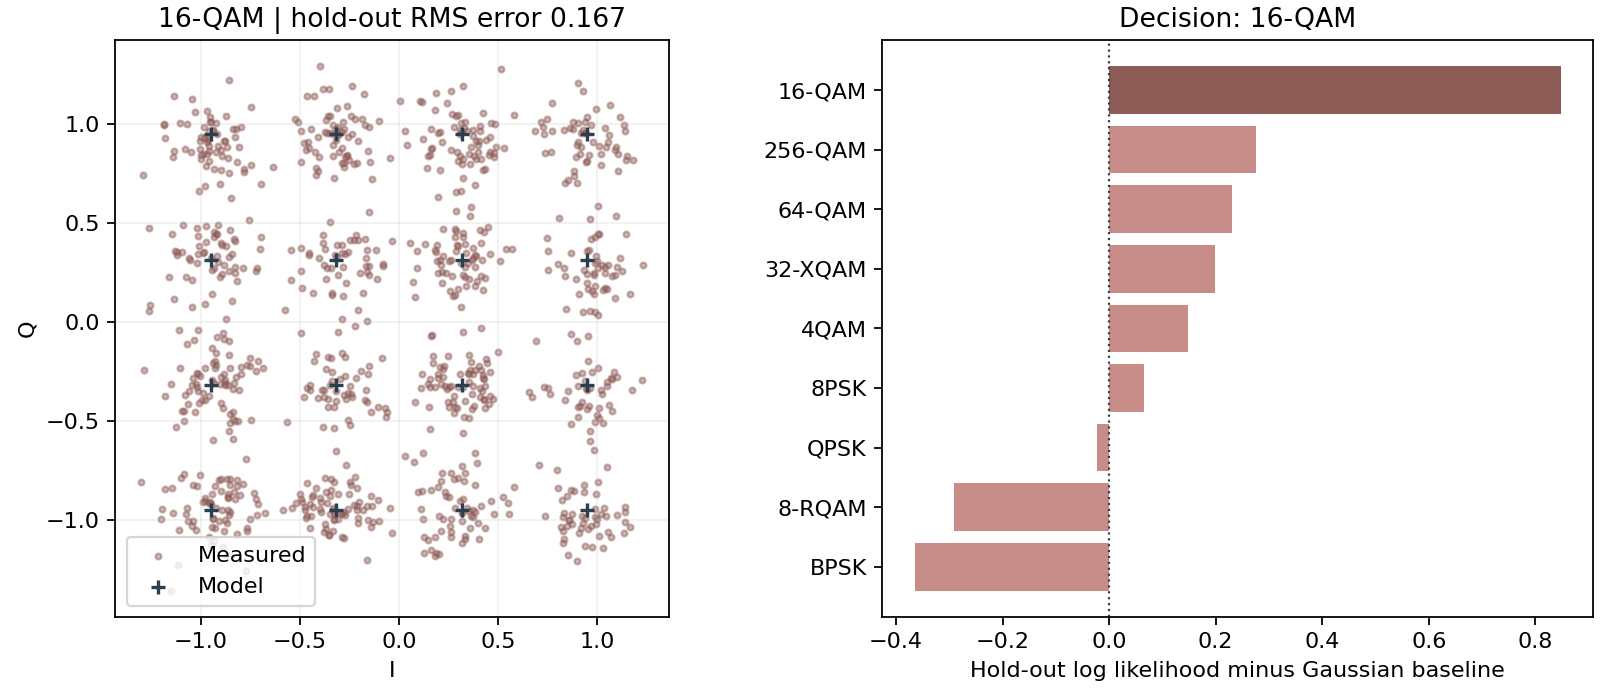 16-QAM | hold-out RMS error 0.167
1.0
0.5
0.0
−0.5
−1.0
Q
Measured
Model
−1.0 −0.5 0.0 0.5 1.0
I
Decision: 16-QAM
16-QAM
256-QAM
64-QAM
32-XQAM
4QAM
8PSK
QPSK
8-RQAM
BPSK
−0.4 −0.2 0.0 0.2 0.4 0.6 0.8
Hold-out log likelihood minus Gaussian baseline